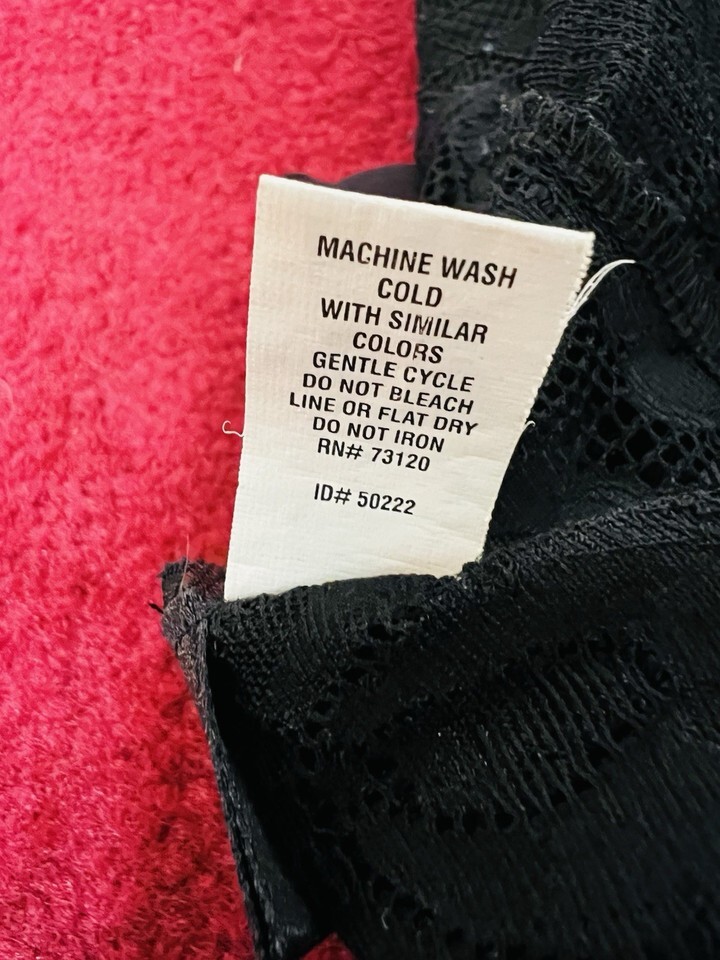 MACHINE WASH
COLD
WITH SIMILAR
COLORS
GENTLE CYCLE
DO NOT BLEACH
LINE OR FLAT DRY
DO NOT IRON
RN# 73120
ID# 50222